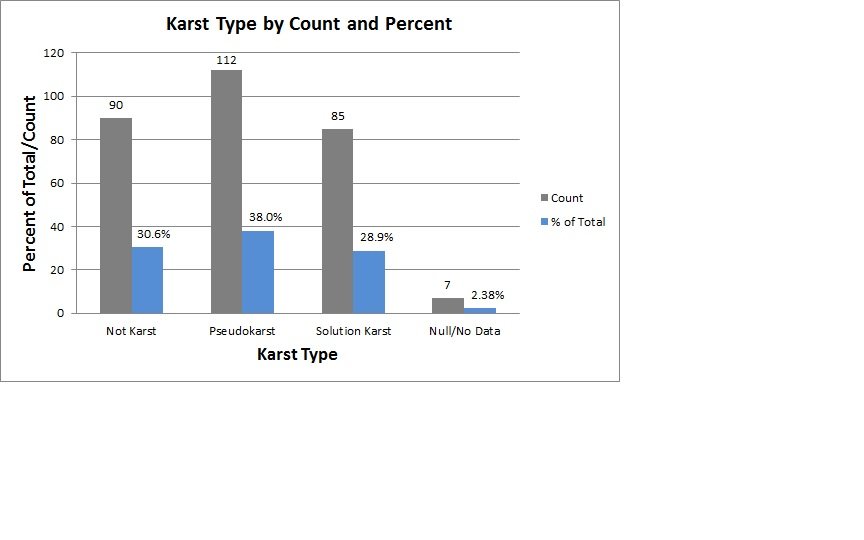 Karst Type by Count and Percent
120
100
80
60
40
20
0
Percent of Total/Count
90
30.6%
112
38.0%
85
28.9%
7
2.38%
Not Karst
Pseudokarst
Solution Karst
Null/No Data
Karst Type
Count
% of Total